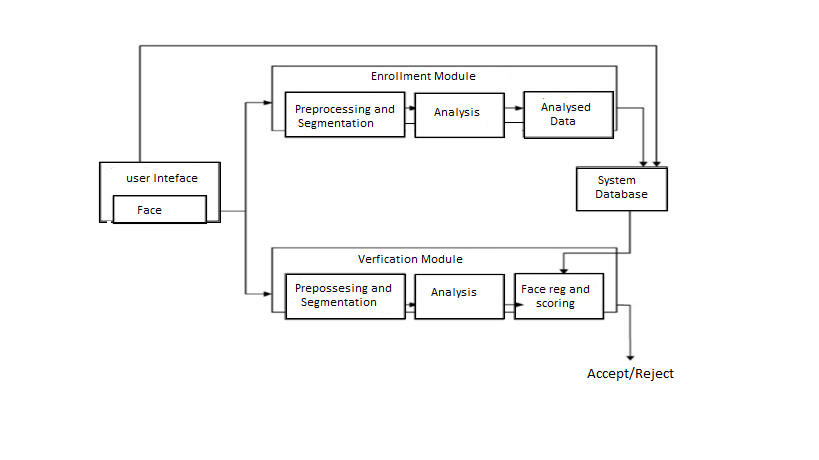 Enrollment Module
Preprocessing and
Segmentation
Analysis
Analysed
Data
user Inteface
Face
System
Database
Verfication Module
Prepossesing and
Segmentation
Analysis
Face reg and
scoring
Accept/Reject